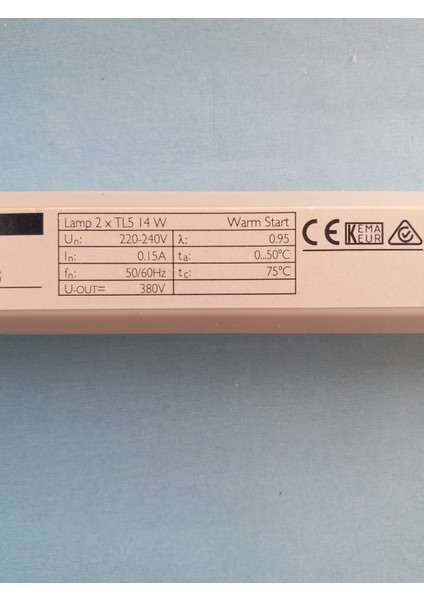 Lamp 2 x TL5 14 W Warm Start
Un: 220-240V λ: 0.95
In: 0.15A ta: 0...50°C
fn: 50/60Hz tc: 75°C
U-OUT= 380V
CE KEMA KEUR